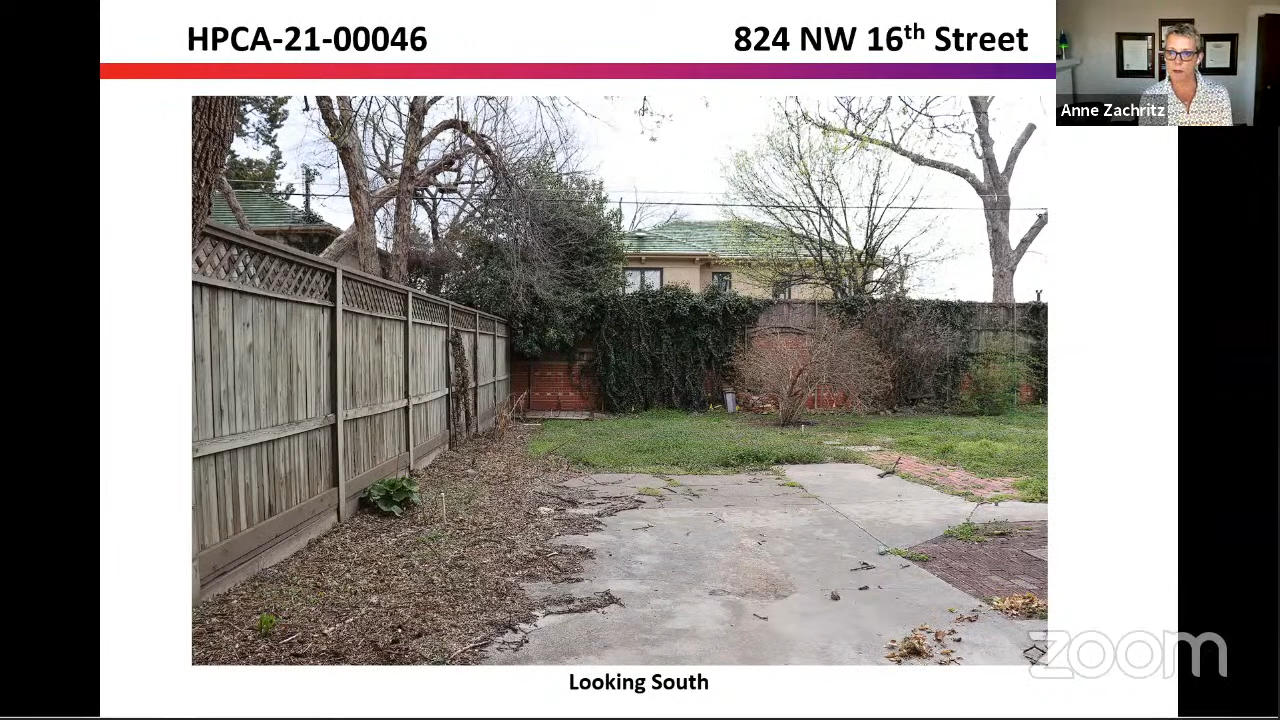 HPCA-21-00046
824 NW 16th Street
Anne Zachritz
zoom
Looking South